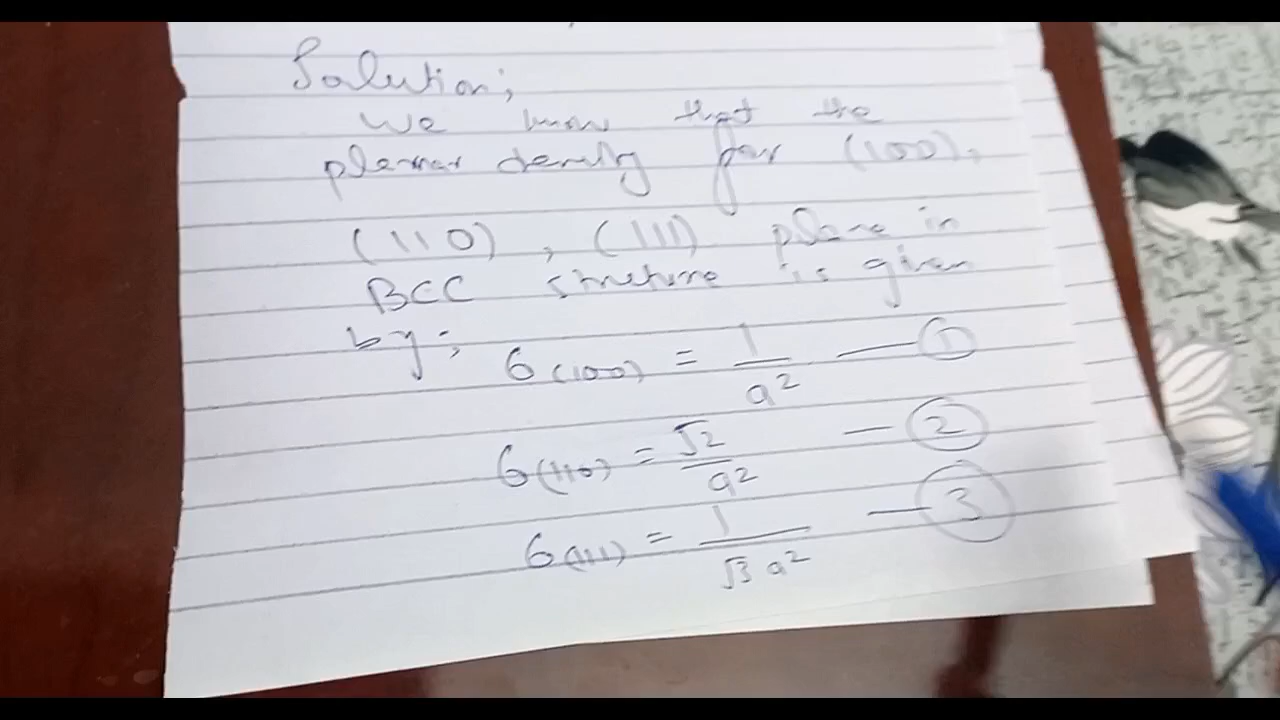 Solution;
We know that the
planar density for (100),
(110), (111) plane in
BCC structure is given
by;
σ(100) = 1/a² — ①
σ(110) = √2/a² — ②
σ(111) = 1/√3 a² — ③